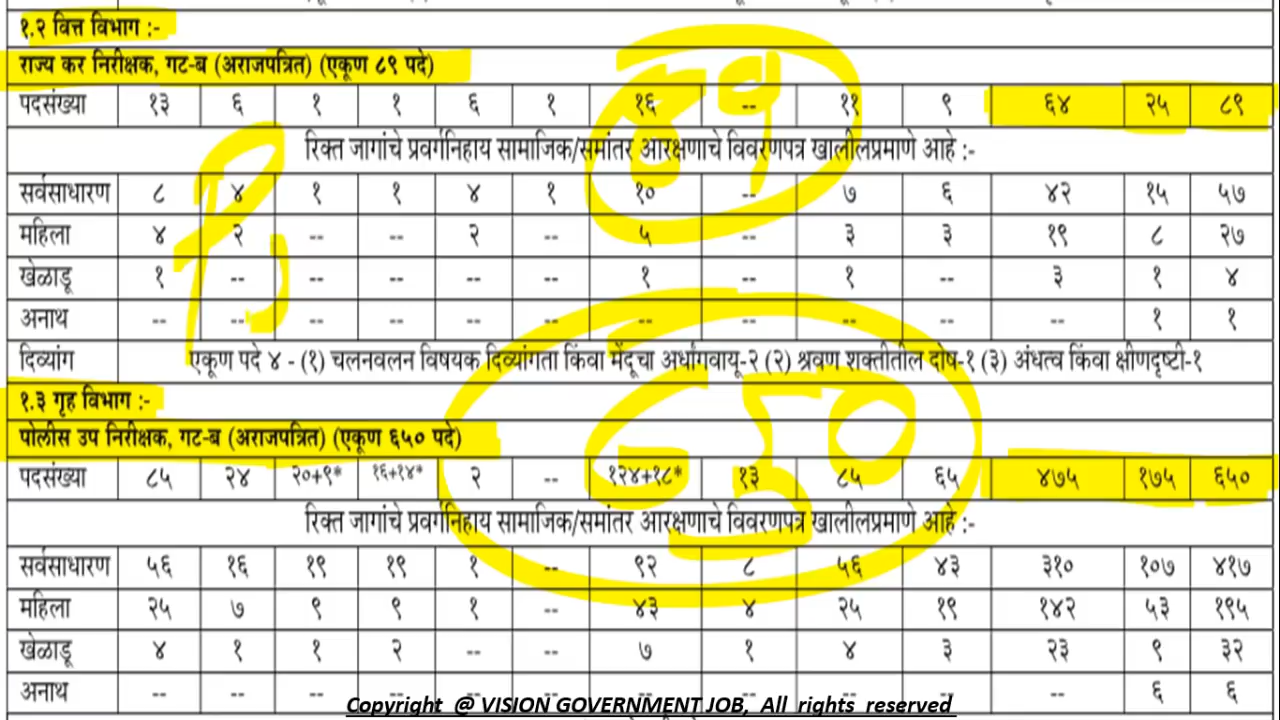 १.२ वित्त विभाग :-
राज्य कर निरीक्षक, गट-ब (अराजपत्रित) (एकूण ८९ पदे)
पदसंख्या १३ ६ १ १ ६ १ १६ -- ११ ९ ६४ २५ ८९
रिक्त जागांचे प्रवर्गनिहाय सामाजिक/समांतर आरक्षणाचे विवरणपत्र खालीलप्रमाणे आहे :-
सर्वसाधारण ८ ४ १ १ ४ १ १० -- ७ ६ ४२ १५ ५७
महिला ४ २ -- -- २ -- ५ -- ३ ३ १९ ८ २७
खेळाडू १ -- -- -- -- -- १ -- १ -- ३ १ ४
अनाथ -- -- -- -- -- -- -- -- -- -- -- १ १
दिव्यांग एकूण पदे ४ - (१) चलनवलन विषयक दिव्यांगता किंवा मेंदूचा अर्धांगवायू-२ (२) श्रवण शक्तीतील दोष-१ (३) अंधत्व किंवा क्षीणदृष्टी-१
१.३ गृह विभाग :-
पोलीस उप निरीक्षक, गट-ब (अराजपत्रित) (एकूण ६५० पदे)
पदसंख्या ८५ २४ २०+९* १६+१४* २ -- १२४+१८* १३ ८५ ६५ ४७५ १७५ ६५०
रिक्त जागांचे प्रवर्गनिहाय सामाजिक/समांतर आरक्षणाचे विवरणपत्र खालीलप्रमाणे आहे :-
सर्वसाधारण ५६ १६ १९ १९ १ -- ९२ ८ ५६ ४३ ३१० १०७ ४१७
महिला २५ ७ ९ ९ १ -- ४३ ४ २५ १९ १४२ ५३ १९५
खेळाडू ४ १ १ २ -- -- ७ १ ४ ३ २३ ९ ३२
अनाथ -- -- -- -- -- -- -- -- -- -- -- ६ ६
Copyright @ VISION GOVERNMENT JOB, All rights reserved